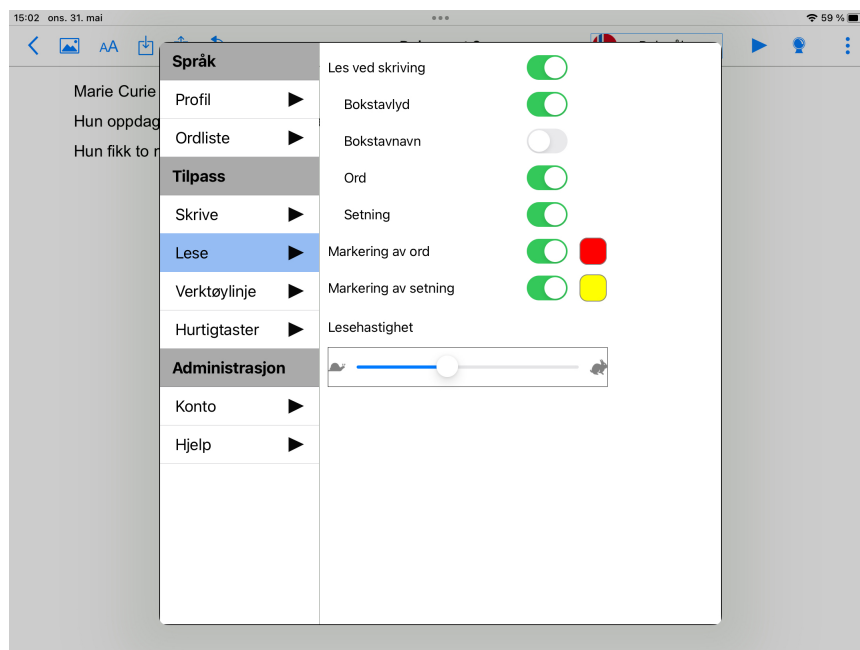 15:02 ons. 31. mai
59 %
AA
Marie Curie
Hun oppdag
Hun fikk to
Språk
Profil
Ordliste
Tilpass
Skrive
Lese
Verktøylinje
Hurtigtaster
Administrasjon
Konto
Hjelp
Les ved skriving
Bokstavlyd
Bokstavnavn
Ord
Setning
Markering av ord
Markering av setning
Lesehastighet